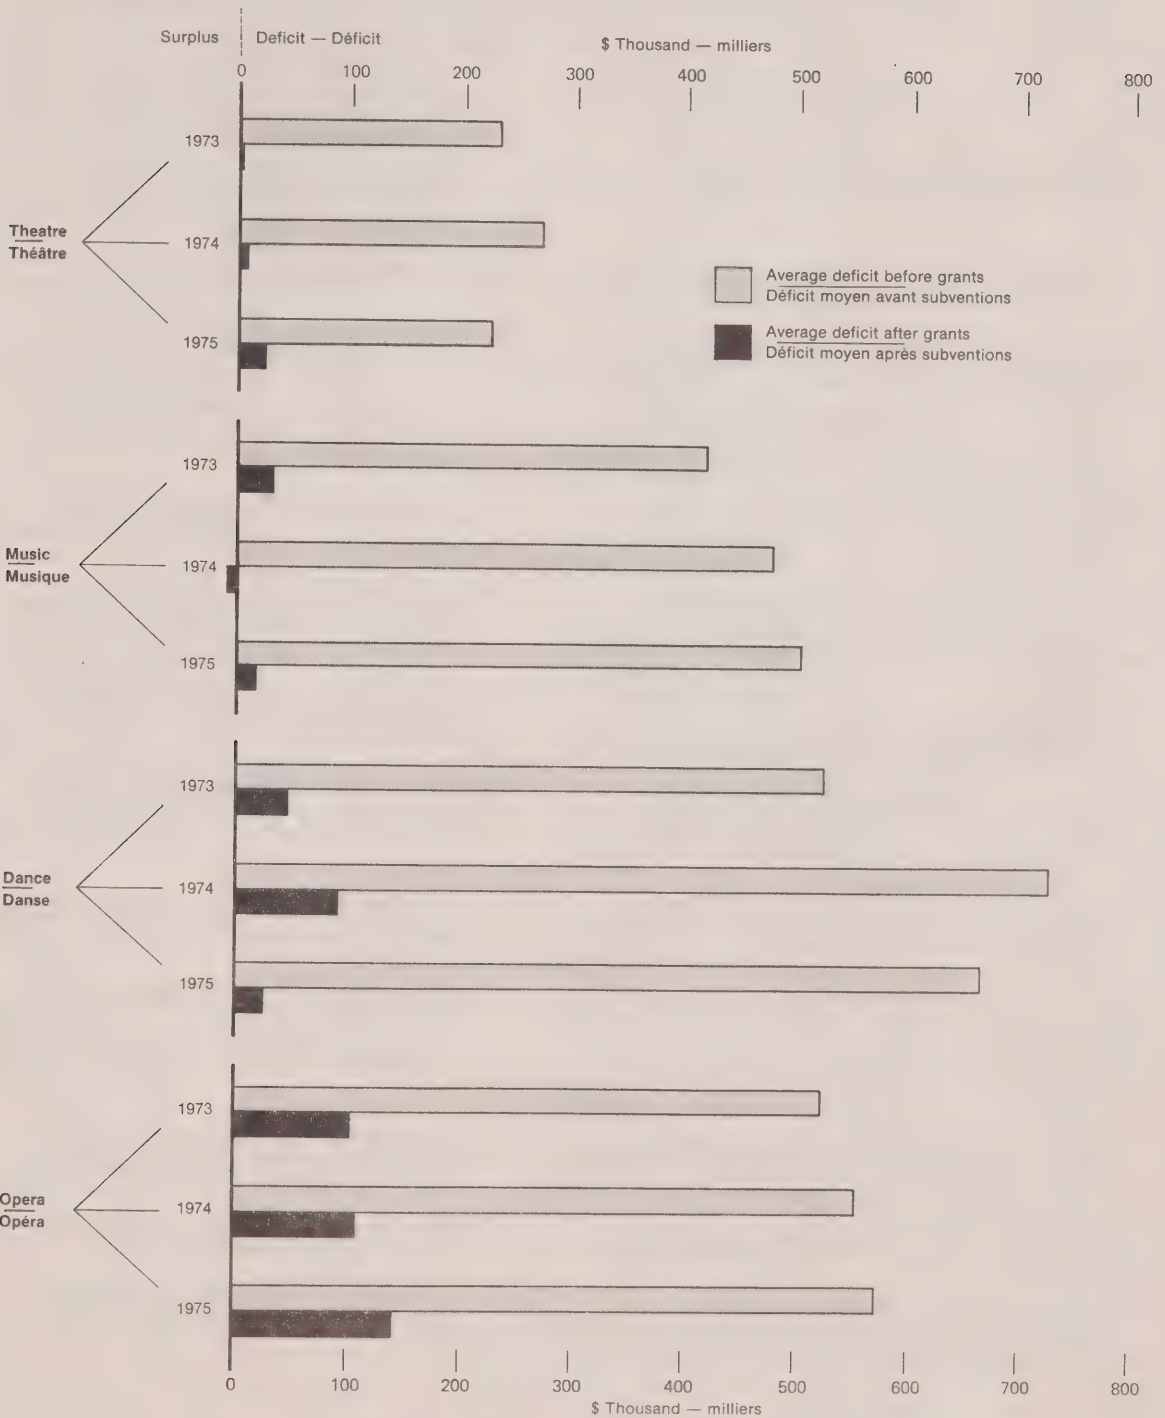 Surplus
Deficit — Déficit
$ Thousand — milliers
0 100 200 300 400 500 600 700 800
1973
Theatre
Théâtre
1974
1975
Average deficit before grants
Déficit moyen avant subventions
Average deficit after grants
Déficit moyen après subventions
1973
Music
Musique
1974
1975
1973
Dance
Danse
1974
1975
1973
Opera
Opéra
1974
1975
0 100 200 300 400 500 600 700 800
$ Thousand — milliers